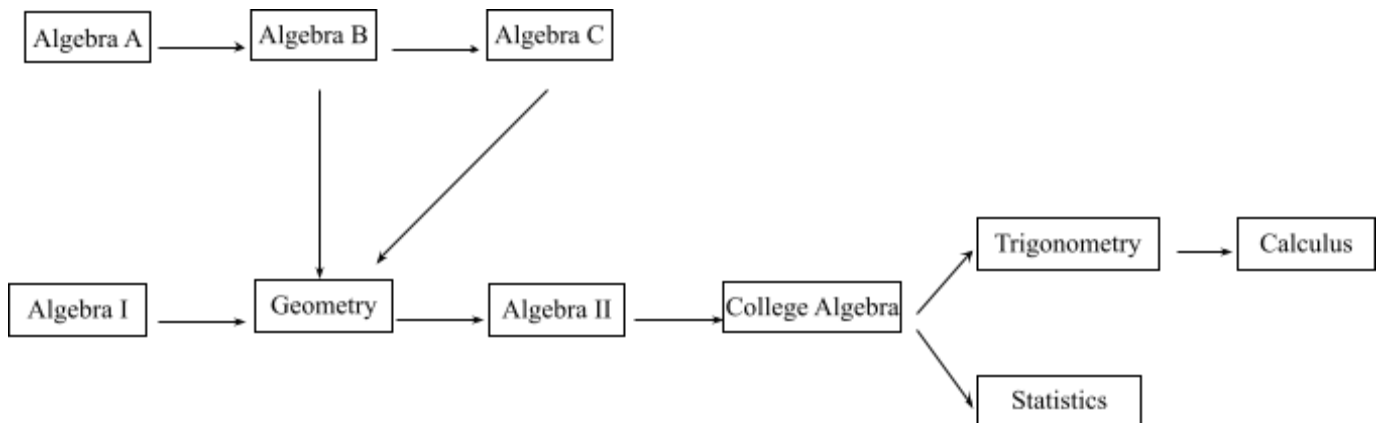 Algebra A
Algebra B
Algebra C
Trigonometry
Calculus
Algebra I
Geometry
Algebra II
College Algebra
Statistics